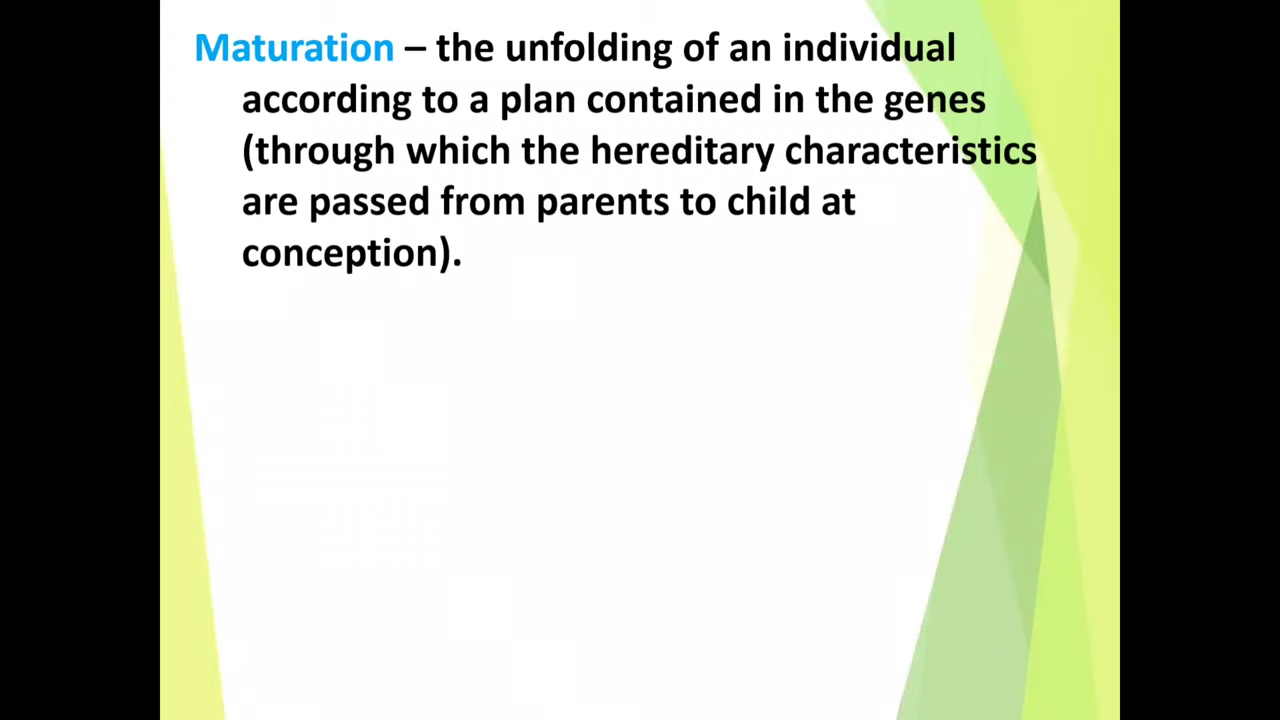 Maturation – the unfolding of an individual
according to a plan contained in the genes
(through which the hereditary characteristics
are passed from parents to child at
conception).